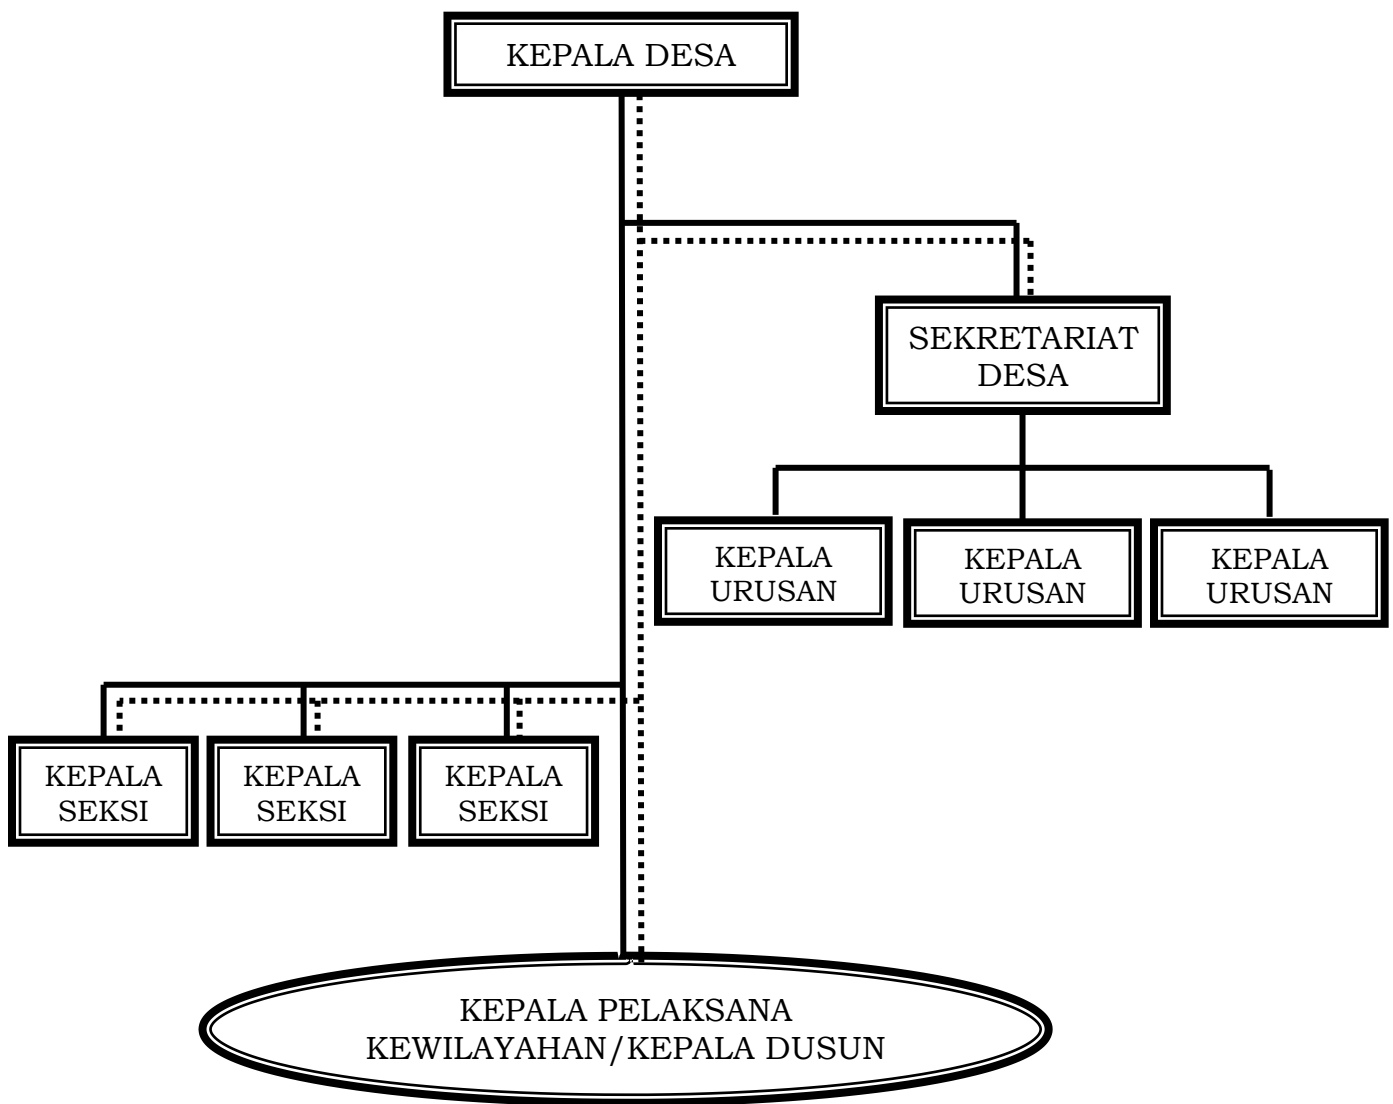 KEPALA DESA
SEKRETARIAT
DESA
KEPALA
URUSAN
KEPALA
URUSAN
KEPALA
URUSAN
KEPALA
SEKSI
KEPALA
SEKSI
KEPALA
SEKSI
KEPALA PELAKSANA
KEWILAYAHAN/KEPALA DUSUN